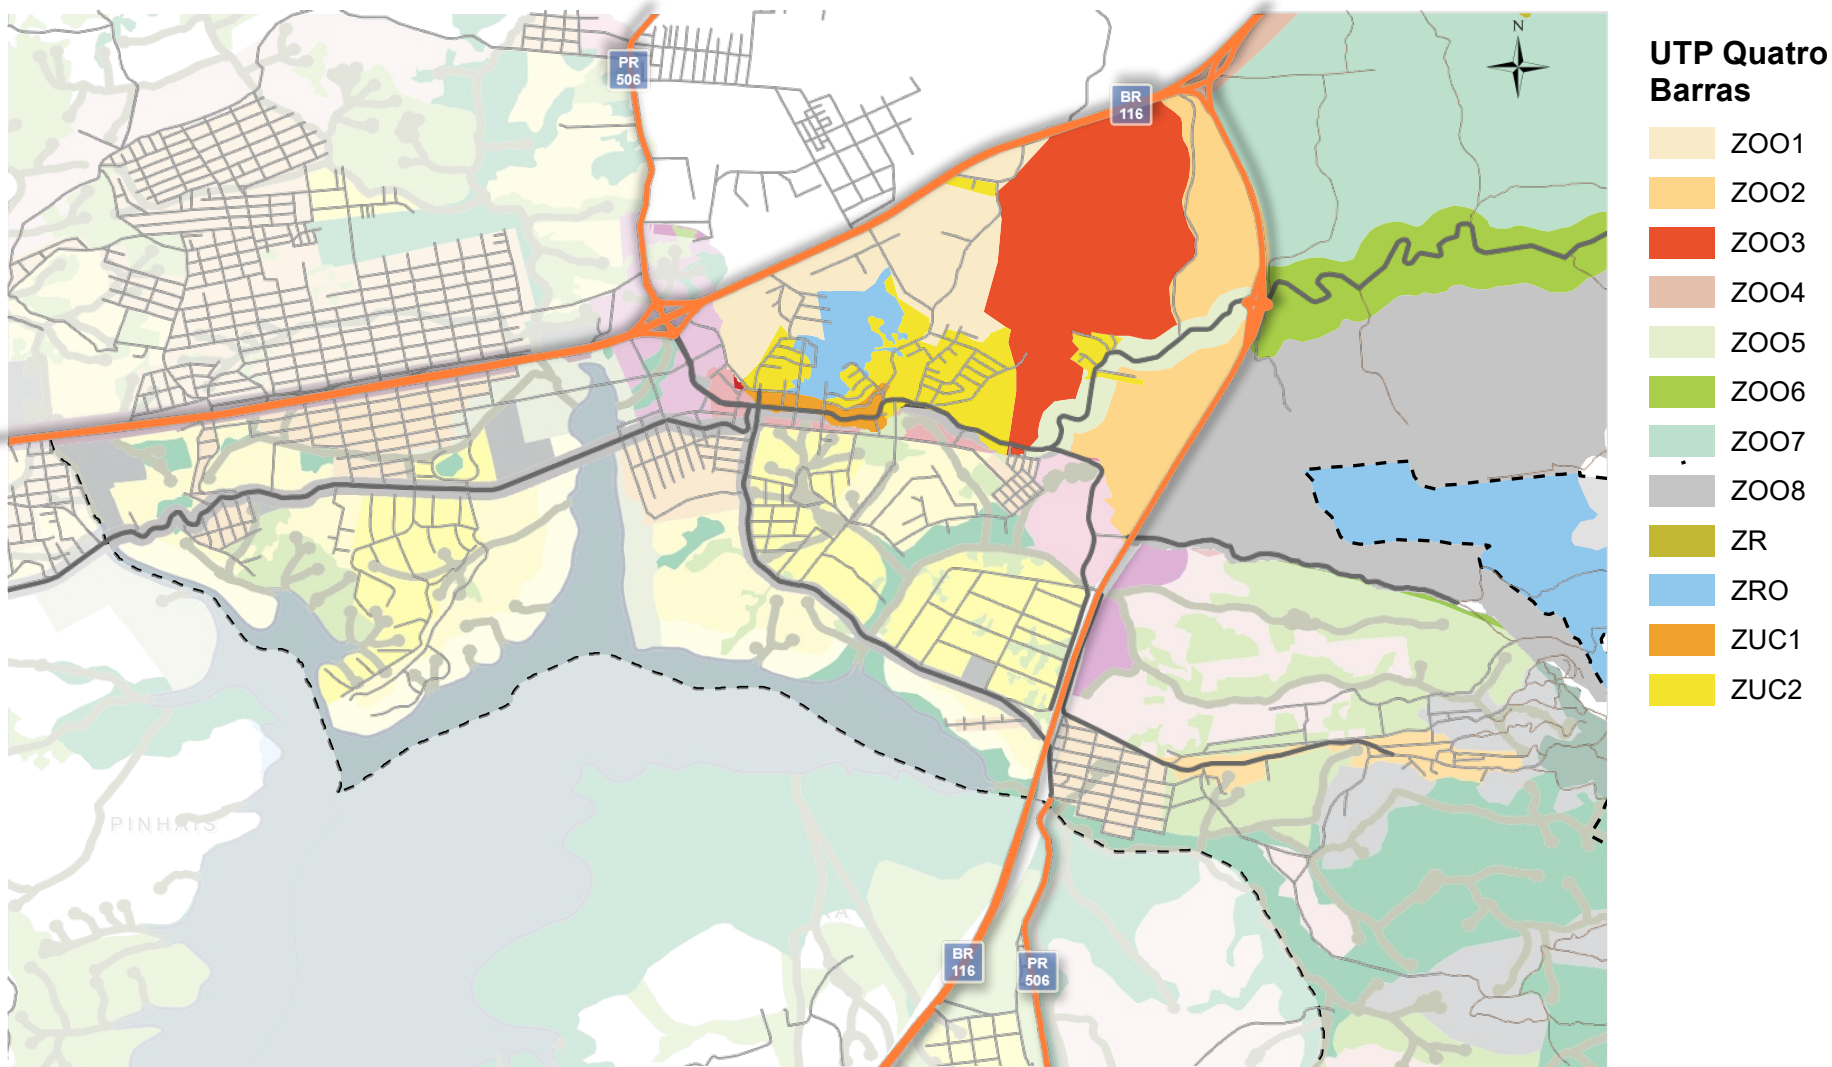 N
PR
506
BR
116
PINHAIS
BR
116
PR
506
UTP Quatro
Barras
ZOO1
ZOO2
ZOO3
ZOO4
ZOO5
ZOO6
ZOO7
ZOO8
ZR
ZRO
ZUC1
ZUC2